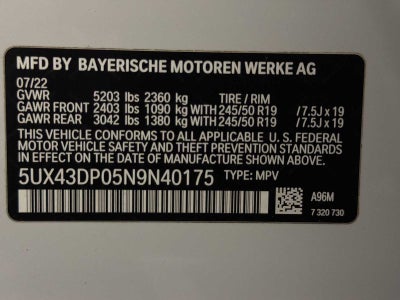 MFD BY BAYERISCHE MOTOREN WERKE AG
07/22
GVWR 5203 lbs 2360 kg TIRE / RIM
GAWR FRONT 2403 lbs 1090 kg WITH 245/50 R19 / 7.5J x 19
GAWR REAR 3042 lbs 1380 kg WITH 245/50 R19 / 7.5J x 19
THIS VEHICLE CONFORMS TO ALL APPLICABLE U. S. FEDERAL
MOTOR VEHICLE SAFETY AND THEFT PREVENTION STANDARDS
IN EFFECT ON THE DATE OF MANUFACTURE SHOWN ABOVE.
5UX43DP05N9N40175 TYPE: MPV
A96M
7 320 730